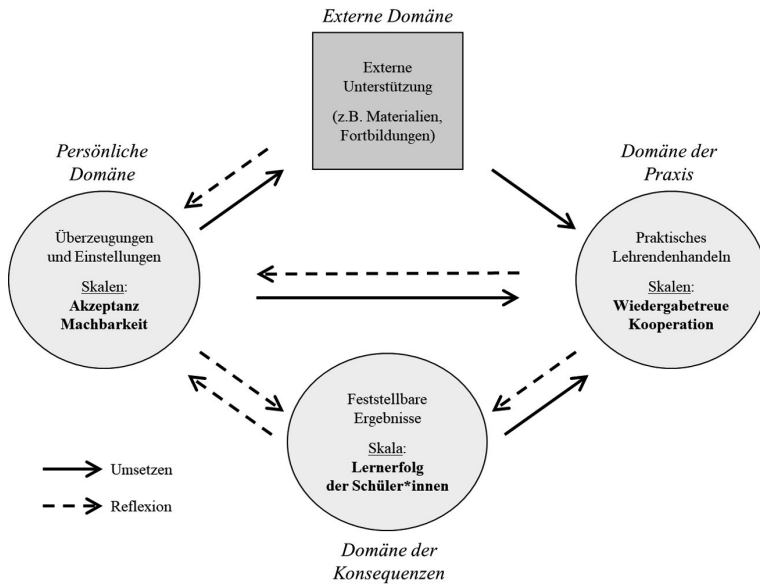 Externe Domäne
Externe
Unterstützung
(z.B. Materialien,
Fortbildungen)
Persönliche
Domäne
Überzeugungen
und Einstellungen
Skalen:
Akzeptanz
Machbarkeit
Domäne der
Praxis
Praktisches
Lehrendenhandeln
Skalen:
Wiedergabetreue
Kooperation
Feststellbare
Ergebnisse
Skala:
Lernerfolg
der Schüler*innen
Domäne der
Konsequenzen
Umsetzen
Reflexion